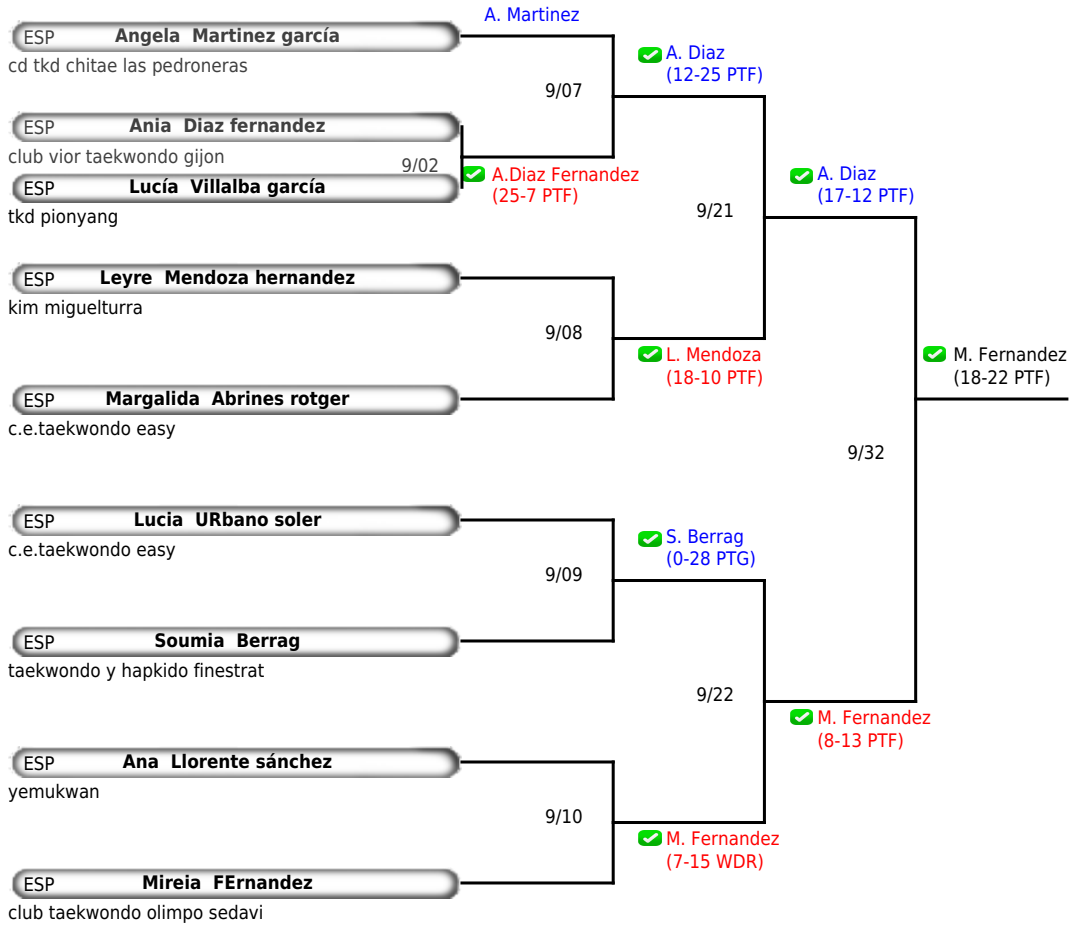 A. Martinez
ESP Angela Martinez garcía
cd tkd chitae las pedroneras
A. Diaz
(12-25 PTF)
9/07
ESP Ania Diaz fernandez
club vior taekwondo gijon
9/02
A.Diaz Fernandez
(25-7 PTF)
ESP Lucía Villalba garcía
tkd pionyang
A. Diaz
(17-12 PTF)
9/21
ESP Leyre Mendoza hernandez
kim miguelturra
9/08
L. Mendoza
(18-10 PTF)
M. Fernandez
(18-22 PTF)
ESP Margalida Abrines rotger
c.e.taekwondo easy
9/32
ESP Lucia URbano soler
c.e.taekwondo easy
S. Berrag
(0-28 PTG)
9/09
ESP Soumia Berrag
taekwondo y hapkido finestrat
9/22
M. Fernandez
(8-13 PTF)
ESP Ana Llorente sánchez
yemukwan
9/10
M. Fernandez
(7-15 WDR)
ESP Mireia FErnandez
club taekwondo olimpo sedavi